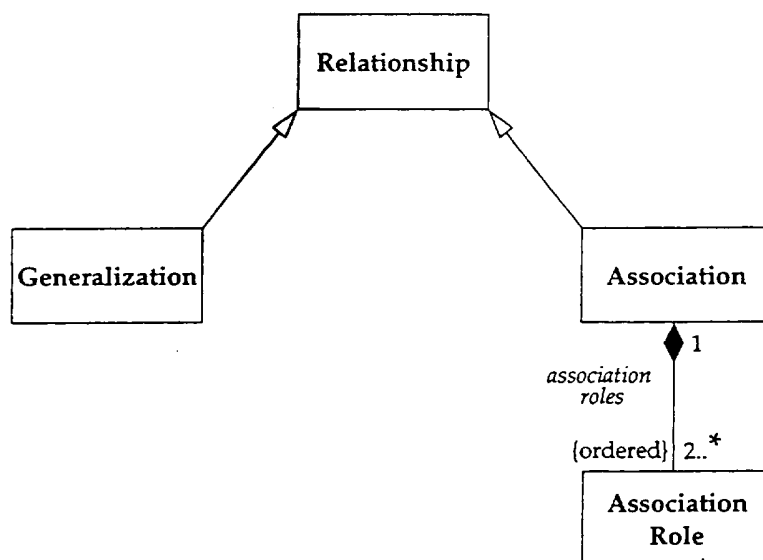 Relationship
Generalization
Association
1
association
roles
{ordered} 2..*
Association
Role